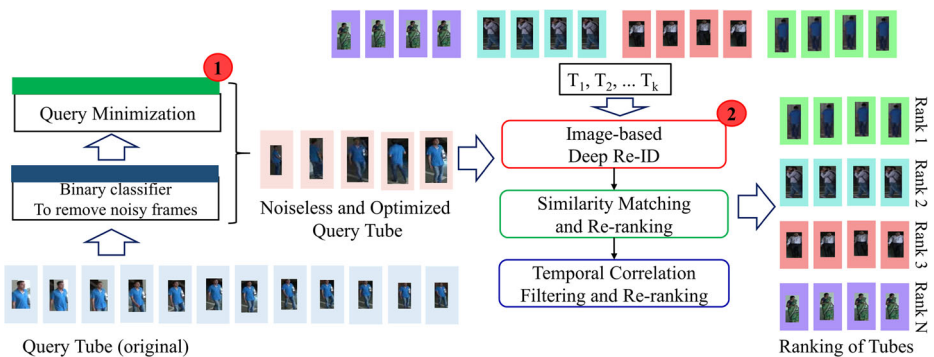 1
Query Minimization
Binary classifier
To remove noisy frames
Query Tube (original)
Noiseless and Optimized
Query Tube
T₁, T₂, ... Tₖ
2
Image-based
Deep Re-ID
Similarity Matching
and Re-ranking
Temporal Correlation
Filtering and Re-ranking
Rank 1
Rank 2
Rank 3
Rank N
Ranking of Tubes